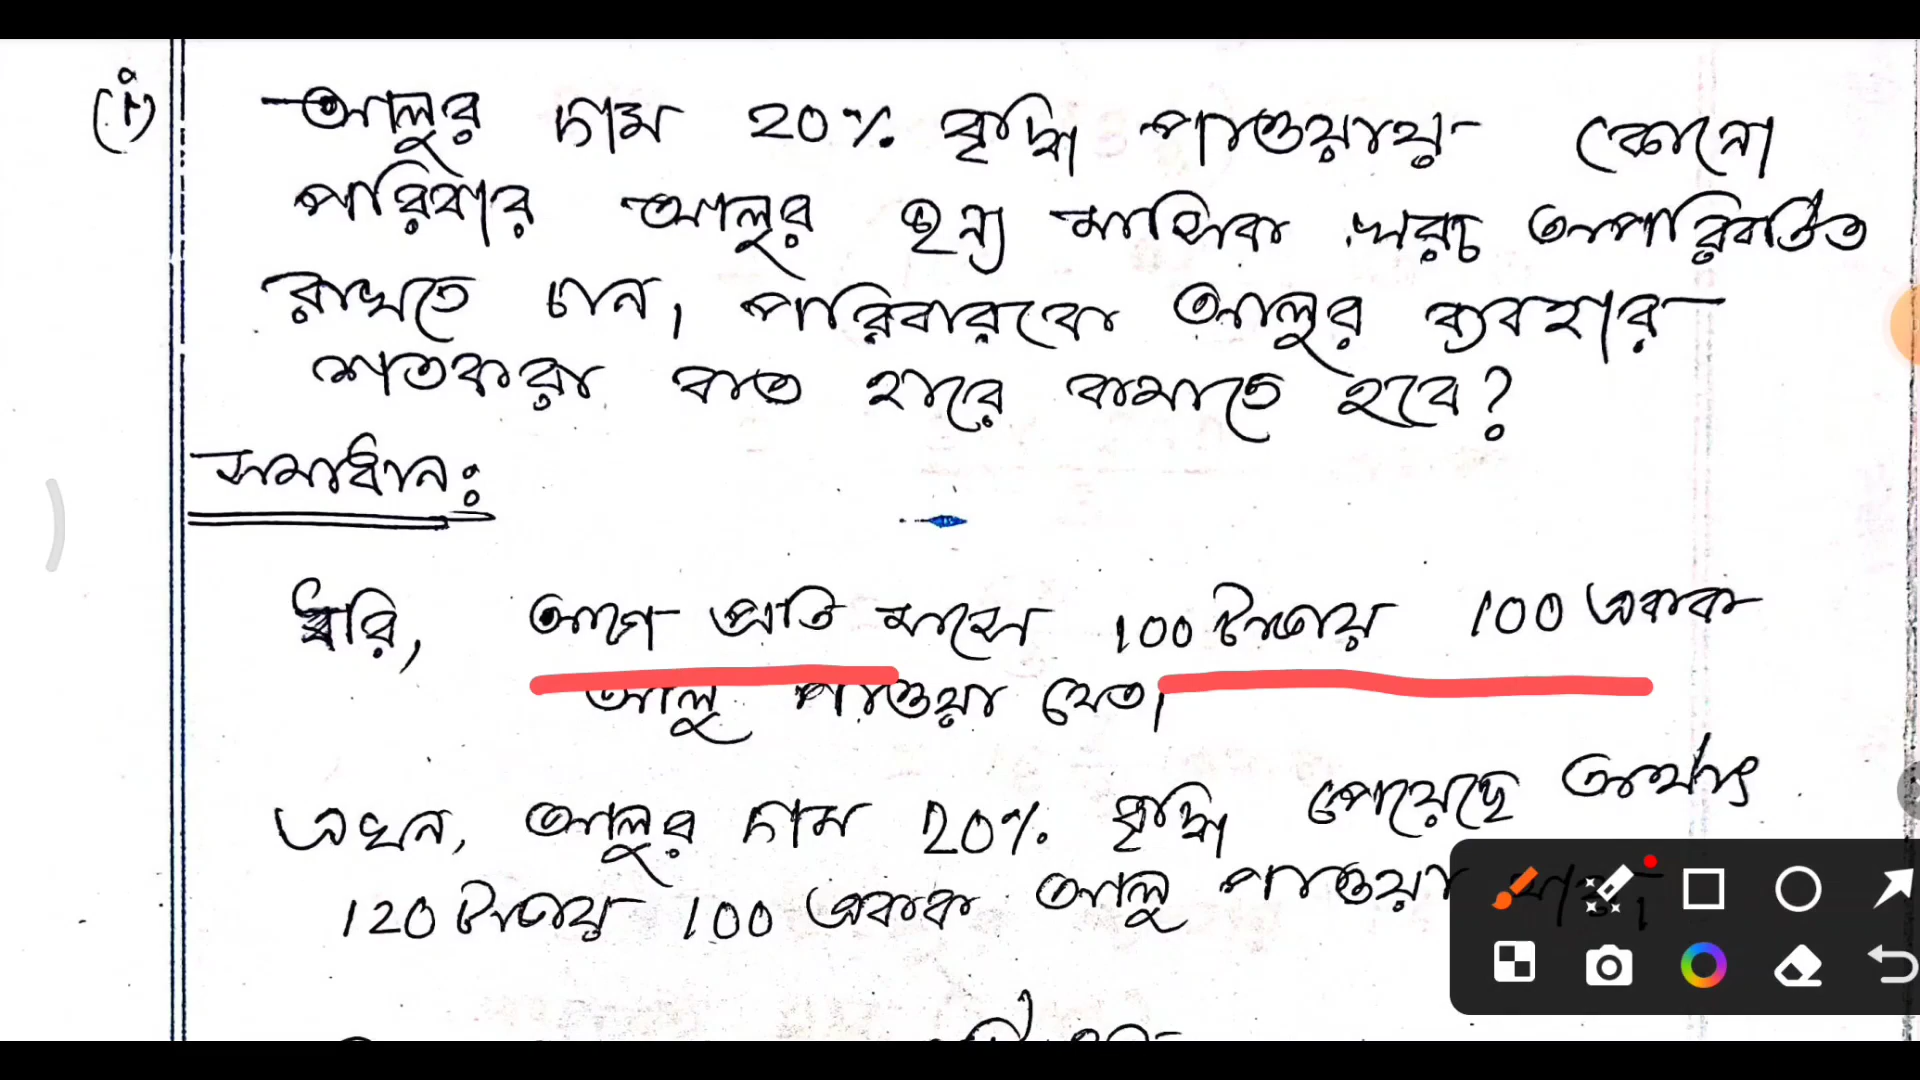 (i) আলুর দাম 20% বৃদ্ধি পাওয়ায় কোনো
পরিবার আলুর জন্য মাসিক খরচ অপরিবর্তিত
রাখতে চান। পরিবারকে আলুর ব্যবহার
শতকরা কত হারে কমাতে হবে?
সমাধান:
ধরি, আগে প্রতি মাসে 100 টাকায় 100 একক
আলু পাওয়া যেত।
এখন, আলুর দাম 20% বৃদ্ধি পেয়েছে অর্থাৎ
120 টাকায় 100 একক আলু পাওয়া